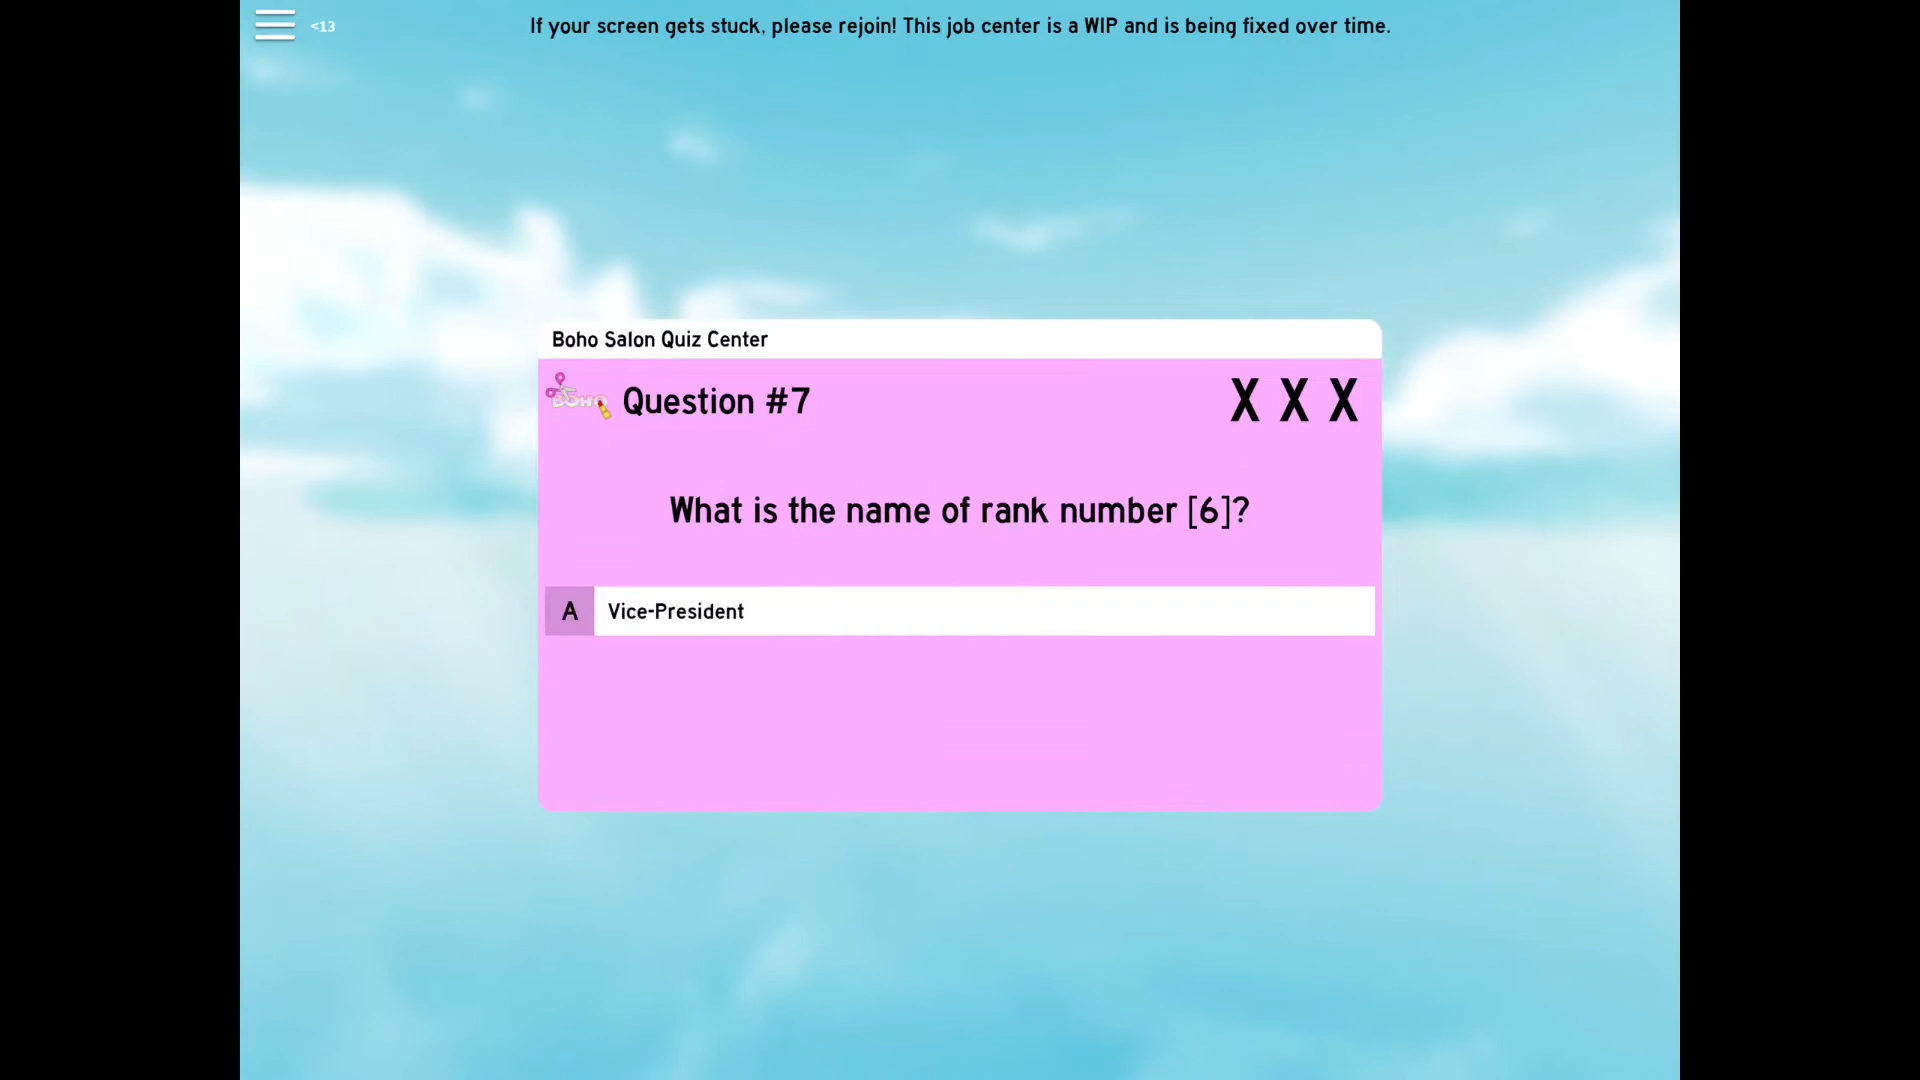 <13
If your screen gets stuck, please rejoin! This job center is a WIP and is being fixed over time.
Boho Salon Quiz Center
BOHO
Question #7
X X X
What is the name of rank number [6]?
A
Vice-President